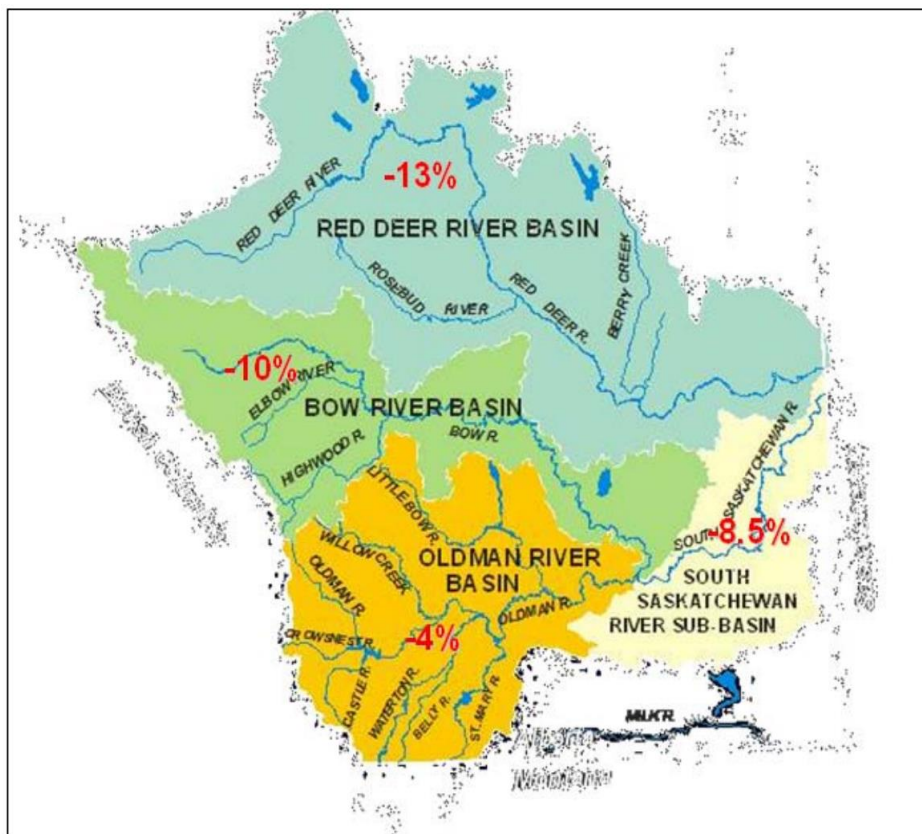 -13%
RED DEER RIVER
RED DEER RIVER BASIN
BERRY CREEK
ROSEBUD RIVER
RED DEER R.
-10%
ELBOW RIVER
BOW RIVER BASIN
BOW R.
HIGHWOOD R.
LITTLE BOW R.
SOUTH SASKATCHEWAN R.
-8.5%
WILLOW CREEK
OLDMAN RIVER
BASIN
OLDMAN R.
OLDMAN R.
SOUTH
SASKATCHEWAN
RIVER SUB-BASIN
CROWSNEST R.
-4%
CASTLE R.
WATERTON R.
BELLY R.
ST. MARY R.
MILK R.
Alberta
Montana